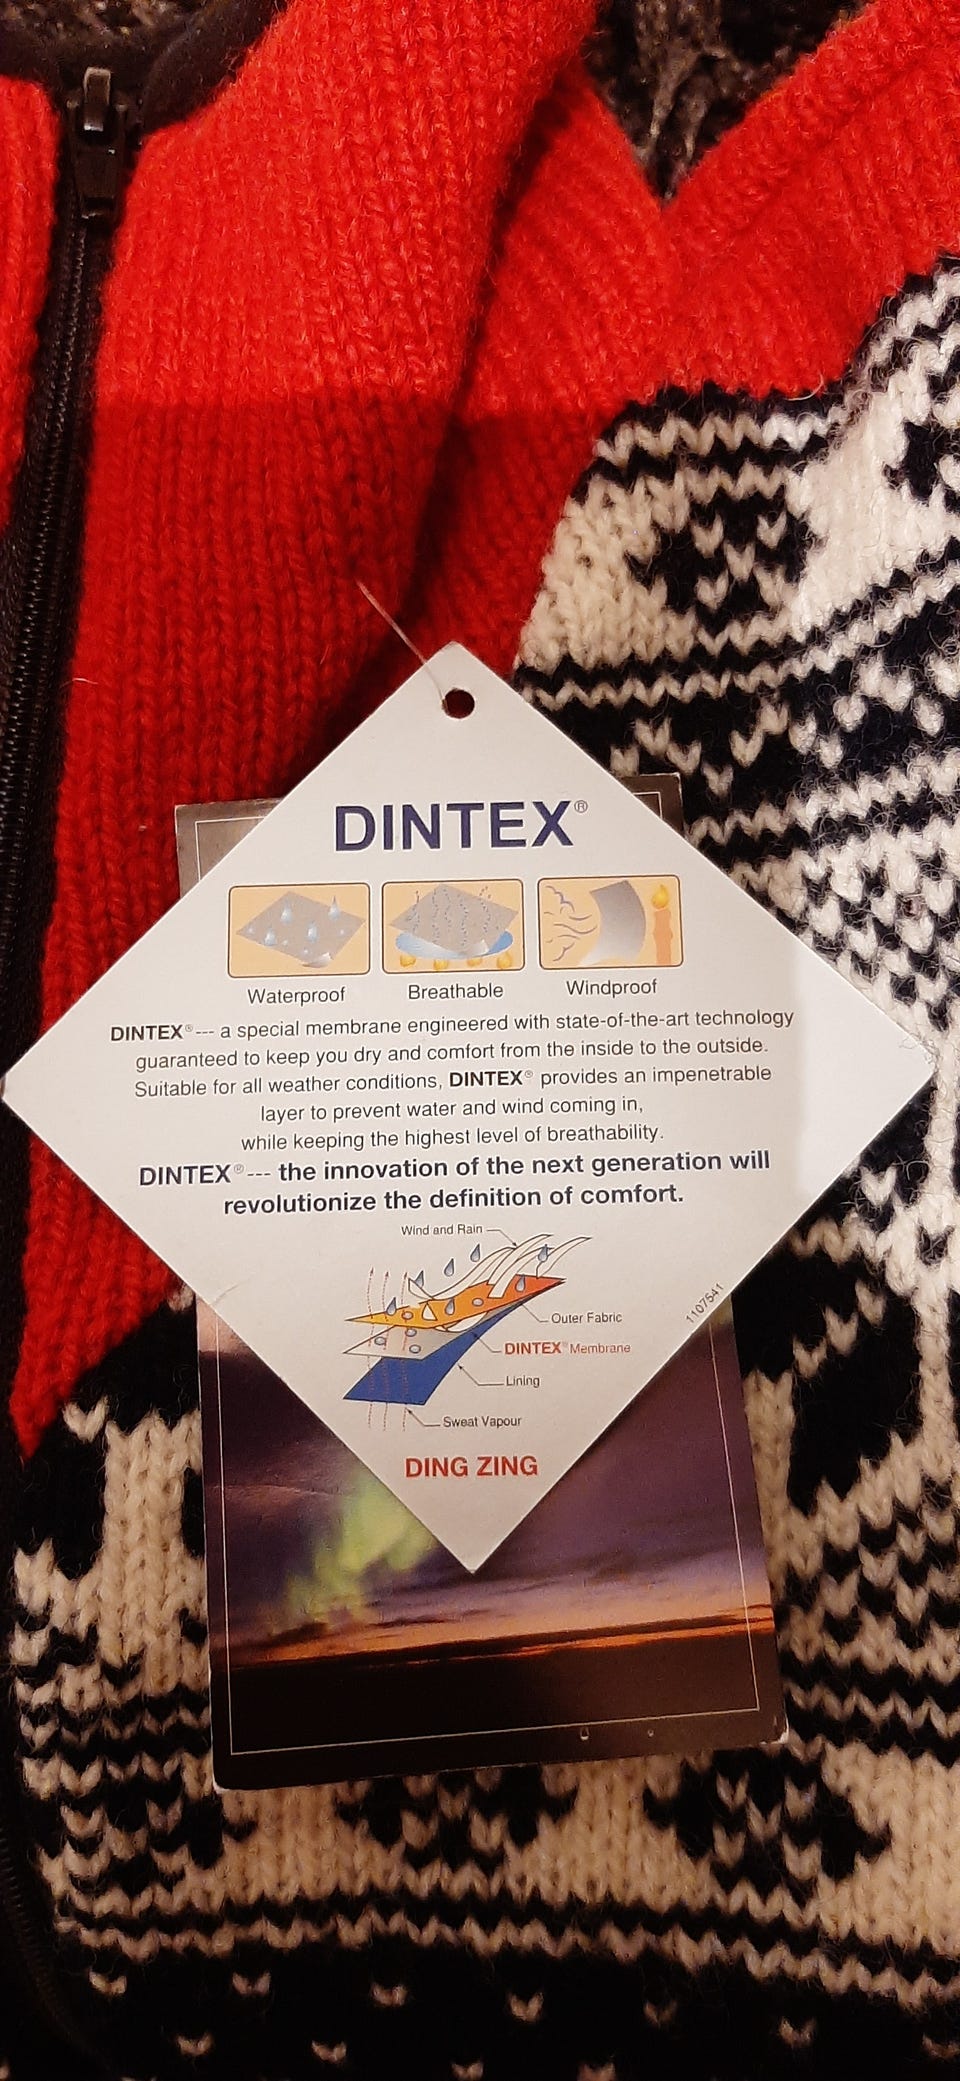 DINTEX®
Waterproof Breathable Windproof
DINTEX®--- a special membrane engineered with state-of-the-art technology
guaranteed to keep you dry and comfort from the inside to the outside.
Suitable for all weather conditions, DINTEX® provides an impenetrable
layer to prevent water and wind coming in,
while keeping the highest level of breathability.
DINTEX®--- the innovation of the next generation will
revolutionize the definition of comfort.
Wind and Rain
Outer Fabric
DINTEX® Membrane
Lining
Sweat Vapour
DING ZING
1107541